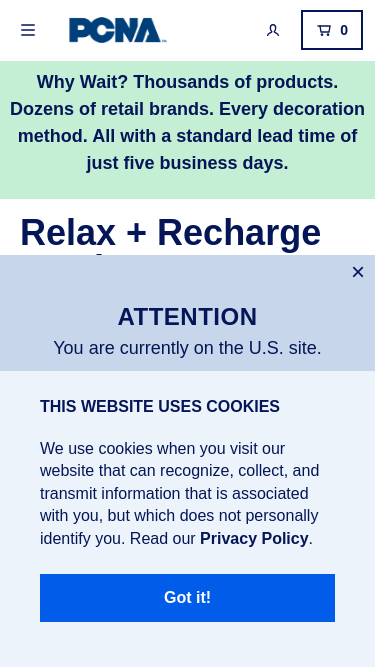 PCNA
0
Why Wait? Thousands of products.
Dozens of retail brands. Every decoration
method. All with a standard lead time of
just five business days.
Relax + Recharge
ATTENTION
You are currently on the U.S. site.
THIS WEBSITE USES COOKIES
We use cookies when you visit our
website that can recognize, collect, and
transmit information that is associated
with you, but which does not personally
identify you. Read our Privacy Policy.
Got it!